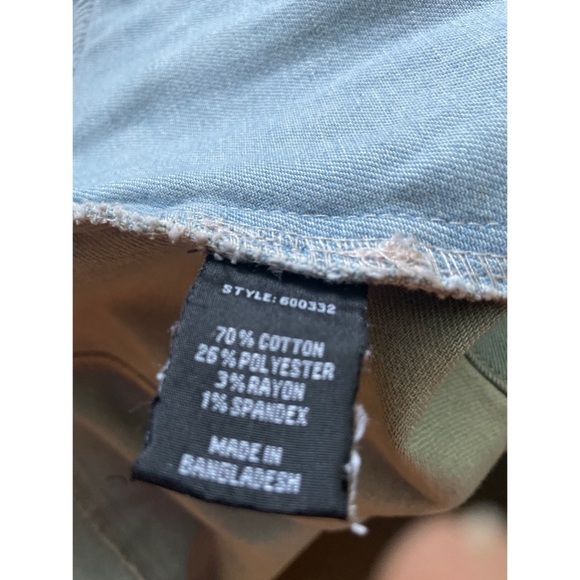 STYLE: 600332
70% COTTON
26% POLYESTER
3% RAYON
1% SPANDEX
MADE IN
BANGLADESH